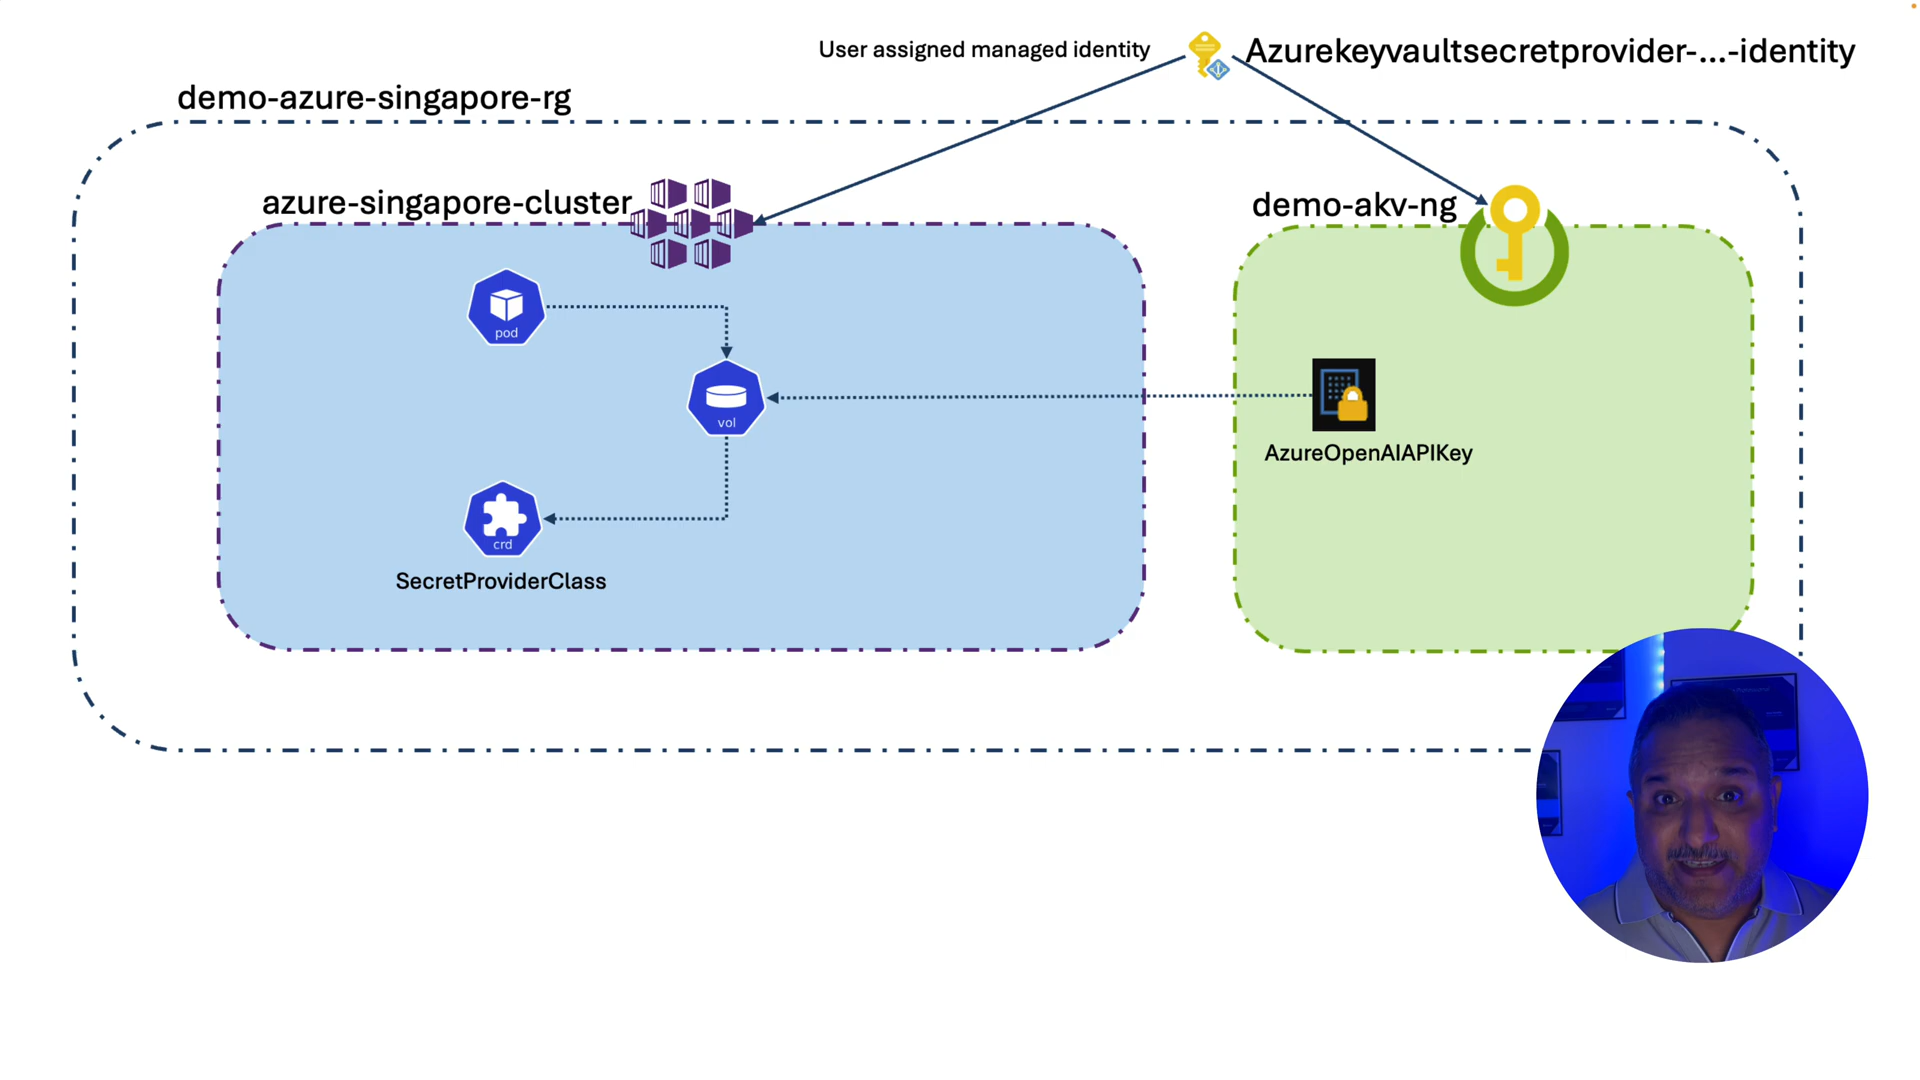 User assigned managed identity
Azurekeyvaultsecretprovider-...-identity
demo-azure-singapore-rg
azure-singapore-cluster
demo-akv-ng
pod
vol
AzureOpenAIAPIKey
crd
SecretProviderClass